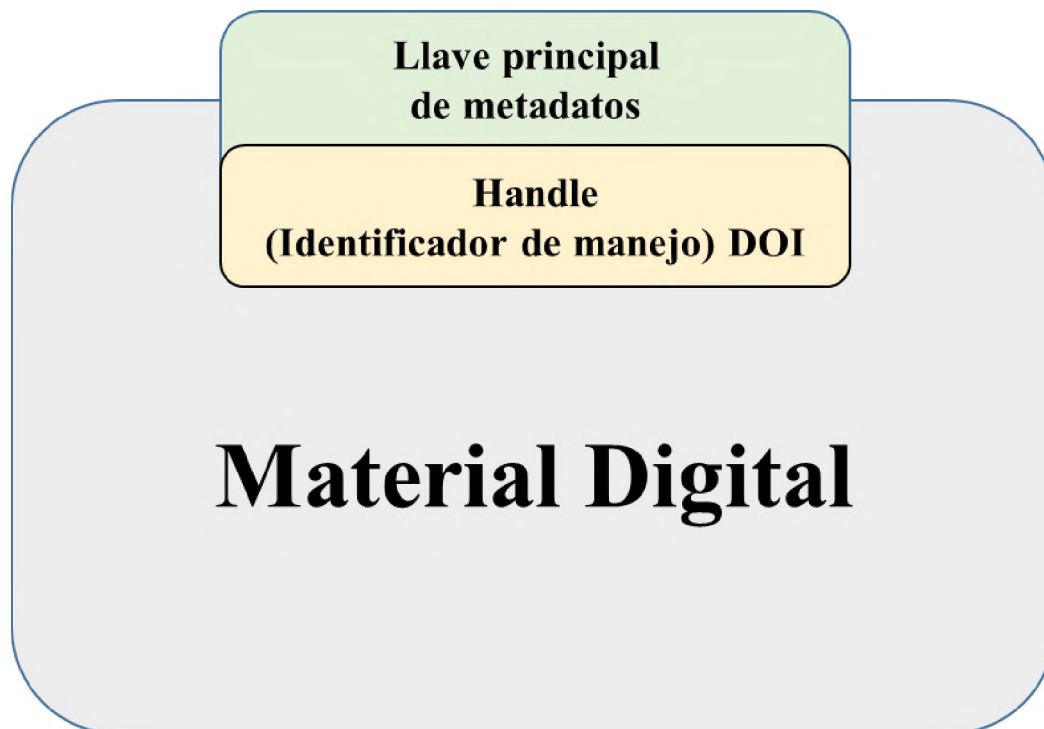 Llave principal
de metadatos
Handle
(Identificador de manejo) DOI
Material Digital